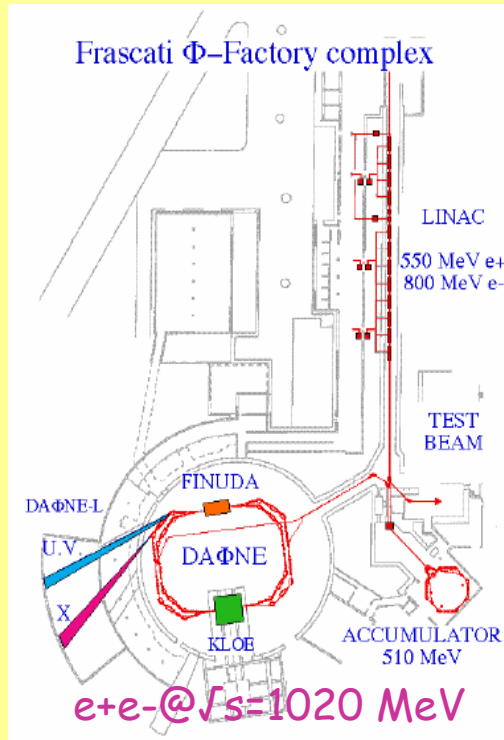 Frascati Φ–Factory complex
LINAC
550 MeV e+
800 MeV e-
TEST
BEAM
FINUDA
DAΦNE-L
U.V.
DAΦNE
X
KLOE
ACCUMULATOR
510 MeV
e+e-@√s=1020 MeV